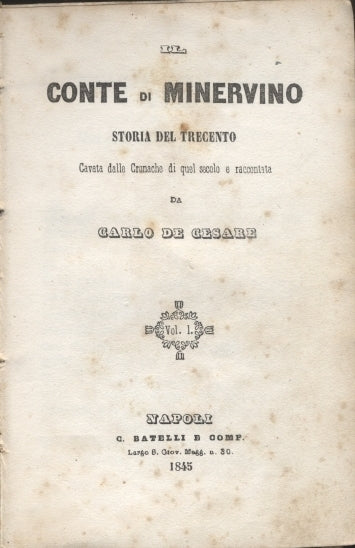 IL
CONTE DI MINERVINO
STORIA DEL TRECENTO
Cavata dalle Cronache di quel secolo e raccontata
DA
CARLO DE CESARE
Vol. I.
NAPOLI
C. BATELLI E COMP.
Largo S. Giov. Magg. n. 30.
1845